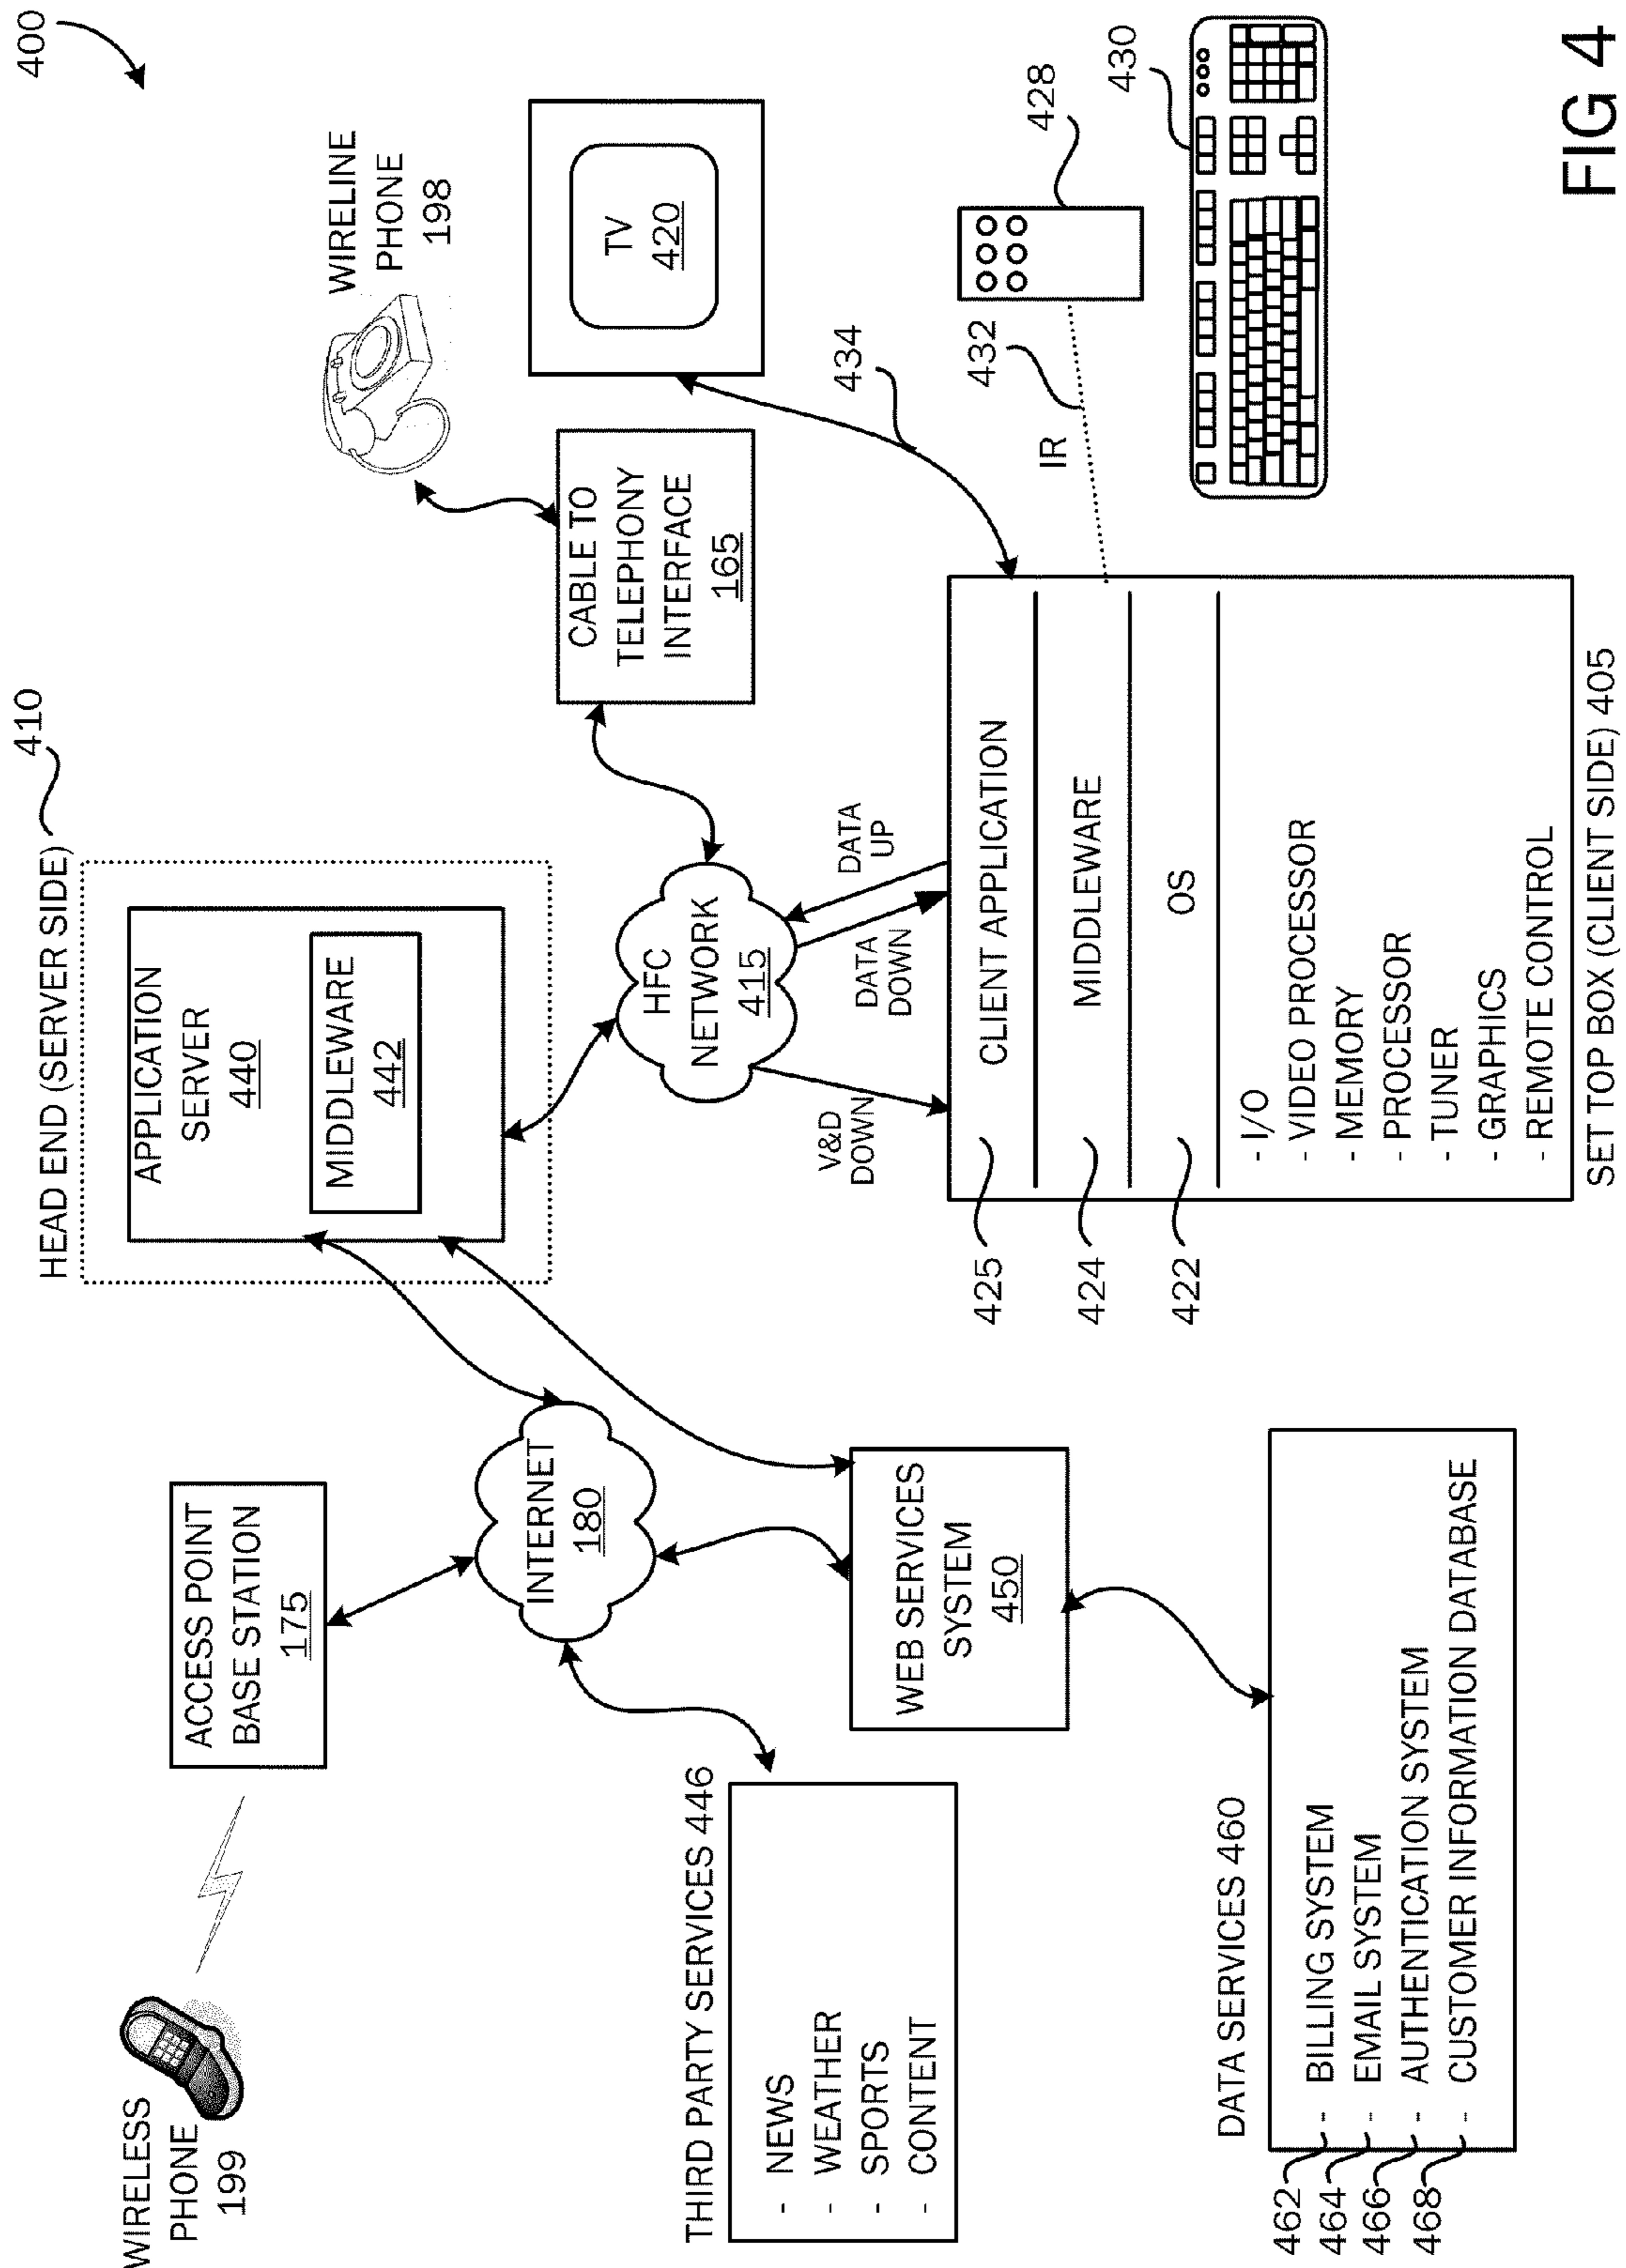 400
HEAD END (SERVER SIDE)
410
APPLICATION
SERVER
440
MIDDLEWARE
442
WIRELESS
PHONE
199
ACCESS POINT
BASE STATION
175
INTERNET
180
HFC
NETWORK
415
CABLE TO
TELEPHONY
INTERFACE
165
WIRELINE
PHONE
198
TV
420
THIRD PARTY SERVICES 446
- NEWS
- WEATHER
- SPORTS
- CONTENT
WEB SERVICES
SYSTEM
450
V&D
DOWN
DATA
DOWN
DATA
UP
434
432
IR
428
430
425
CLIENT APPLICATION
424
MIDDLEWARE
422
OS
- I/O
- VIDEO PROCESSOR
- MEMORY
- PROCESSOR
- TUNER
- GRAPHICS
- REMOTE CONTROL
SET TOP BOX (CLIENT SIDE) 405
DATA SERVICES 460
462 -- BILLING SYSTEM
464 -- EMAIL SYSTEM
466 -- AUTHENTICATION SYSTEM
468 -- CUSTOMER INFORMATION DATABASE
FIG 4